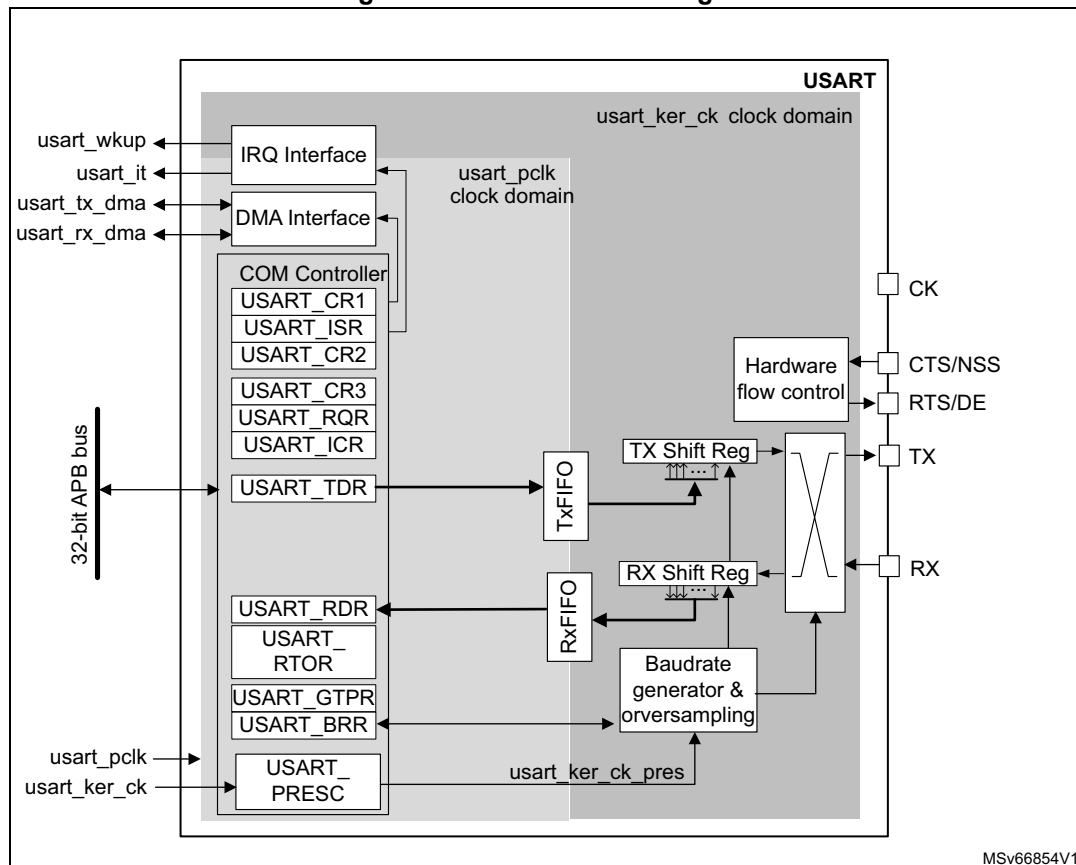 USART
usart_ker_ck clock domain
usart_wkup
IRQ Interface
usart_pclk
clock domain
usart_it
usart_tx_dma
DMA Interface
usart_rx_dma
COM Controller
USART_CR1
USART_ISR
USART_CR2
CK
CTS/NSS
Hardware
flow control
RTS/DE
USART_CR3
USART_RQR
USART_ICR
TX Shift Reg
...
TX
32-bit APB bus
USART_TDR
TxFIFO
RX Shift Reg
...
RX
USART_RDR
RxFIFO
USART_
RTOR
Baudrate
generator &
orversampling
USART_GTPR
USART_BRR
usart_pclk
usart_ker_ck
USART_
PRESC
usart_ker_ck_pres
MSv66854V1